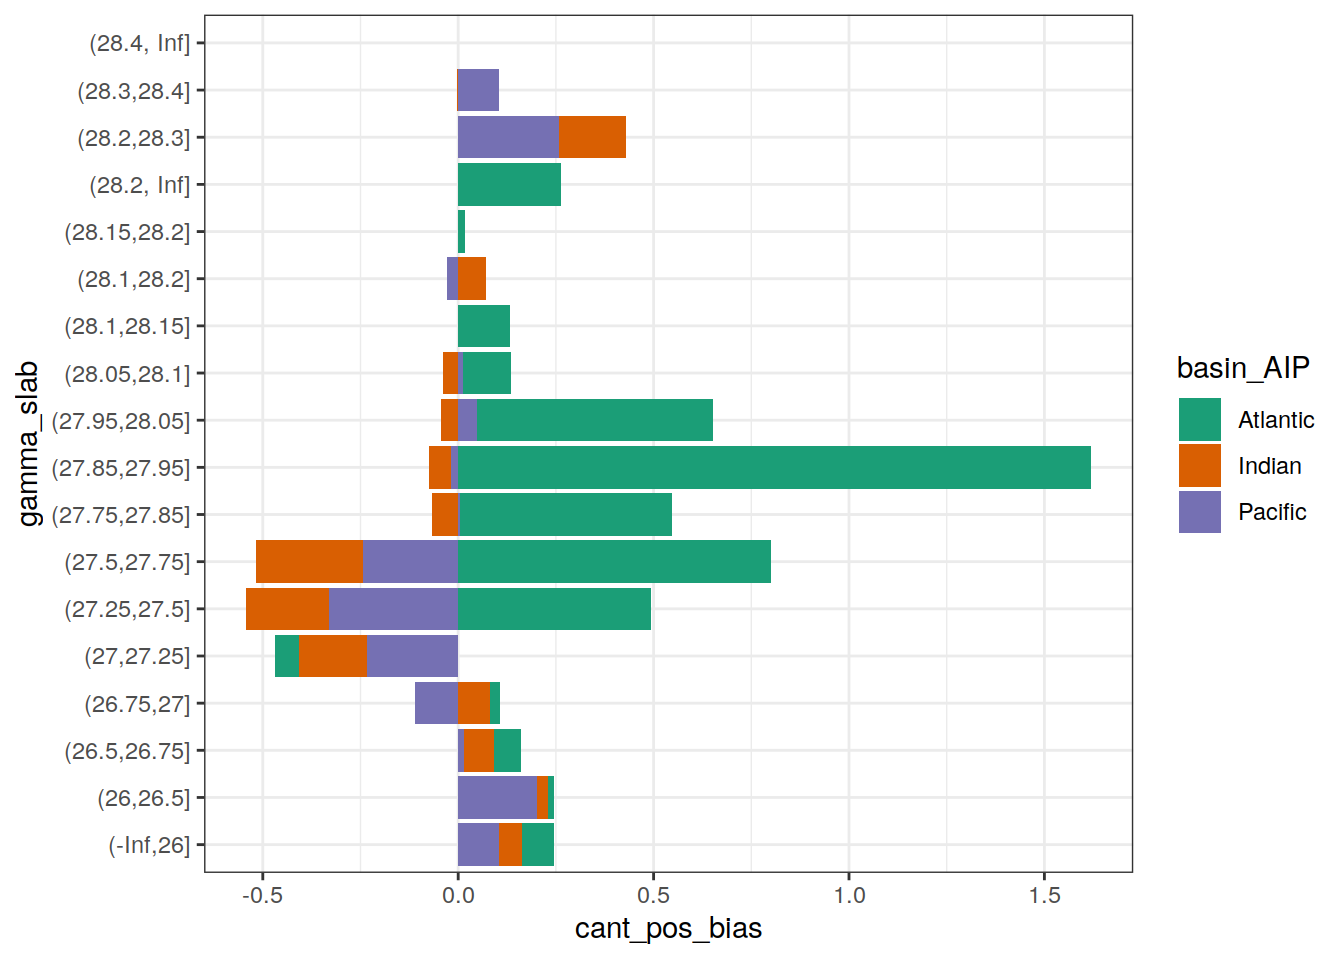 (28.4, Inf]
(28.3,28.4]
(28.2,28.3]
(28.2, Inf]
(28.15,28.2]
(28.1,28.2]
(28.1,28.15]
(28.05,28.1]
(27.95,28.05]
(27.85,27.95]
(27.75,27.85]
(27.5,27.75]
(27.25,27.5]
(27,27.25]
(26.75,27]
(26.5,26.75]
(26,26.5]
(-Inf,26]
gamma_slab
-0.5
0.0
0.5
1.0
1.5
cant_pos_bias
basin_AIP
Atlantic
Indian
Pacific